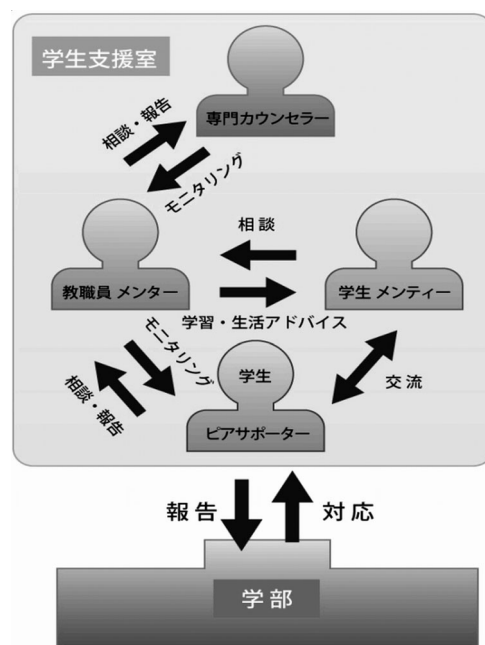 学生支援室
専門カウンセラー
相談・報告
モニタリング
相談
教職員 メンター
学生 メンティー
学習・生活アドバイス
モニタリング
相談・報告
学生
ピアサポーター
交流
報告
対応
学部